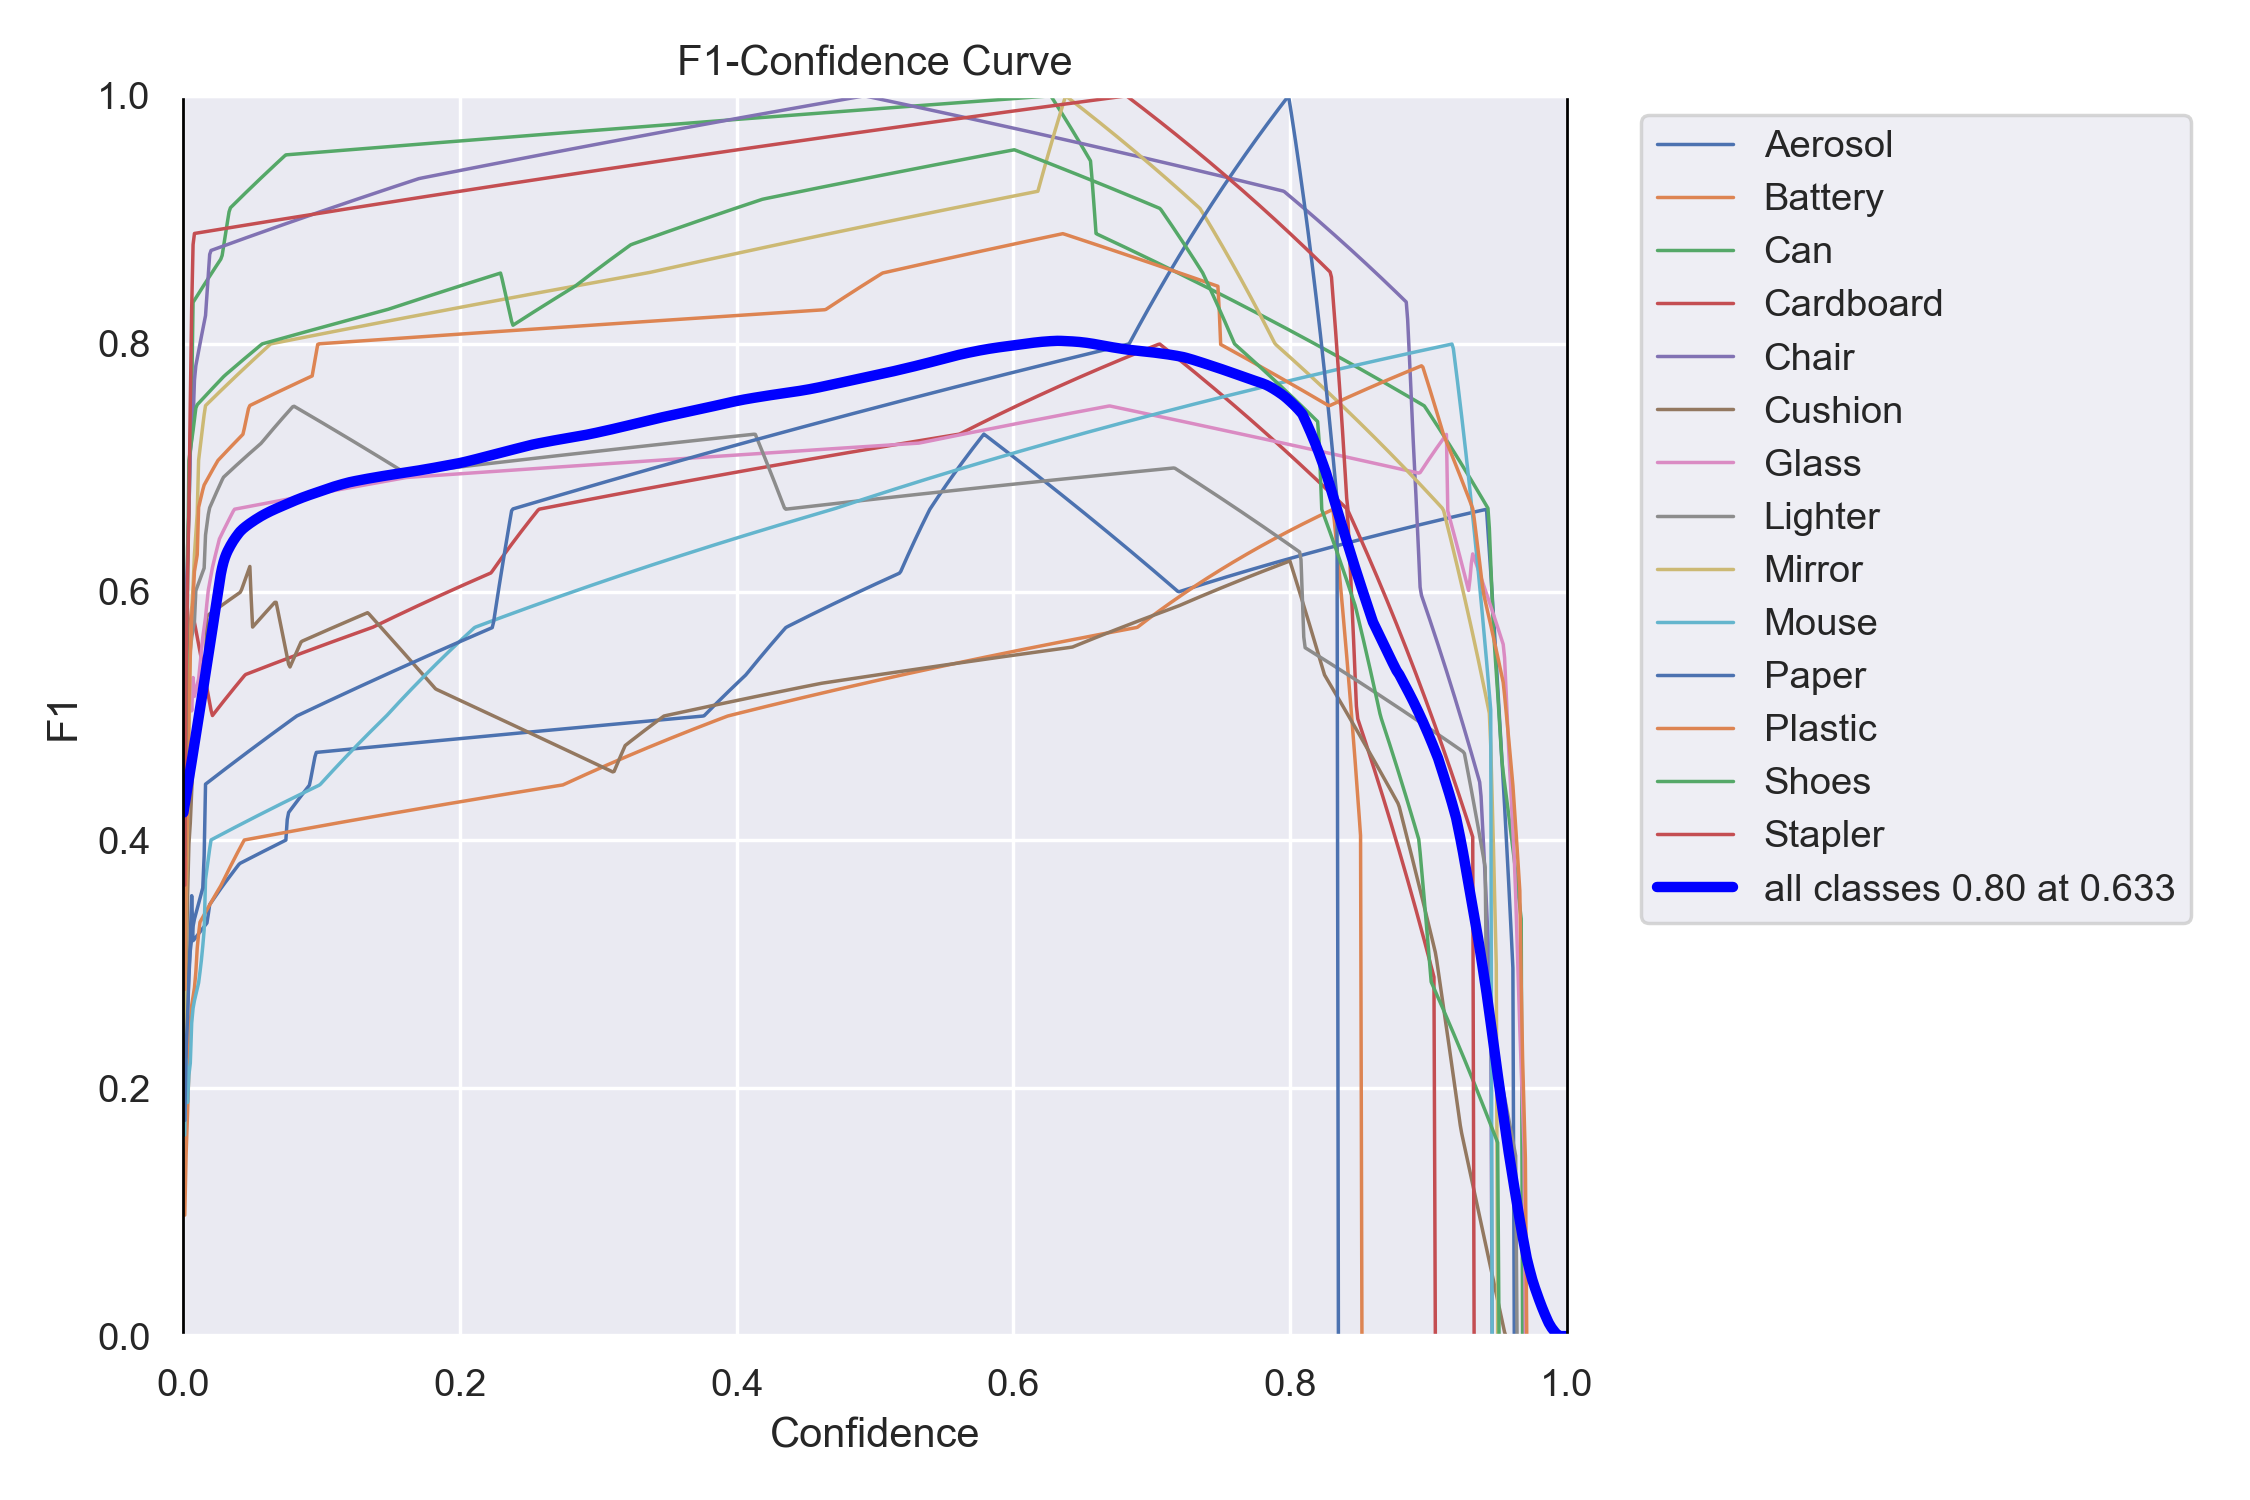 F1-Confidence Curve
1.0
0.8
0.6
0.4
0.2
0.0
F1
0.0 0.2 0.4 0.6 0.8 1.0
Confidence
Aerosol
Battery
Can
Cardboard
Chair
Cushion
Glass
Lighter
Mirror
Mouse
Paper
Plastic
Shoes
Stapler
all classes 0.80 at 0.633